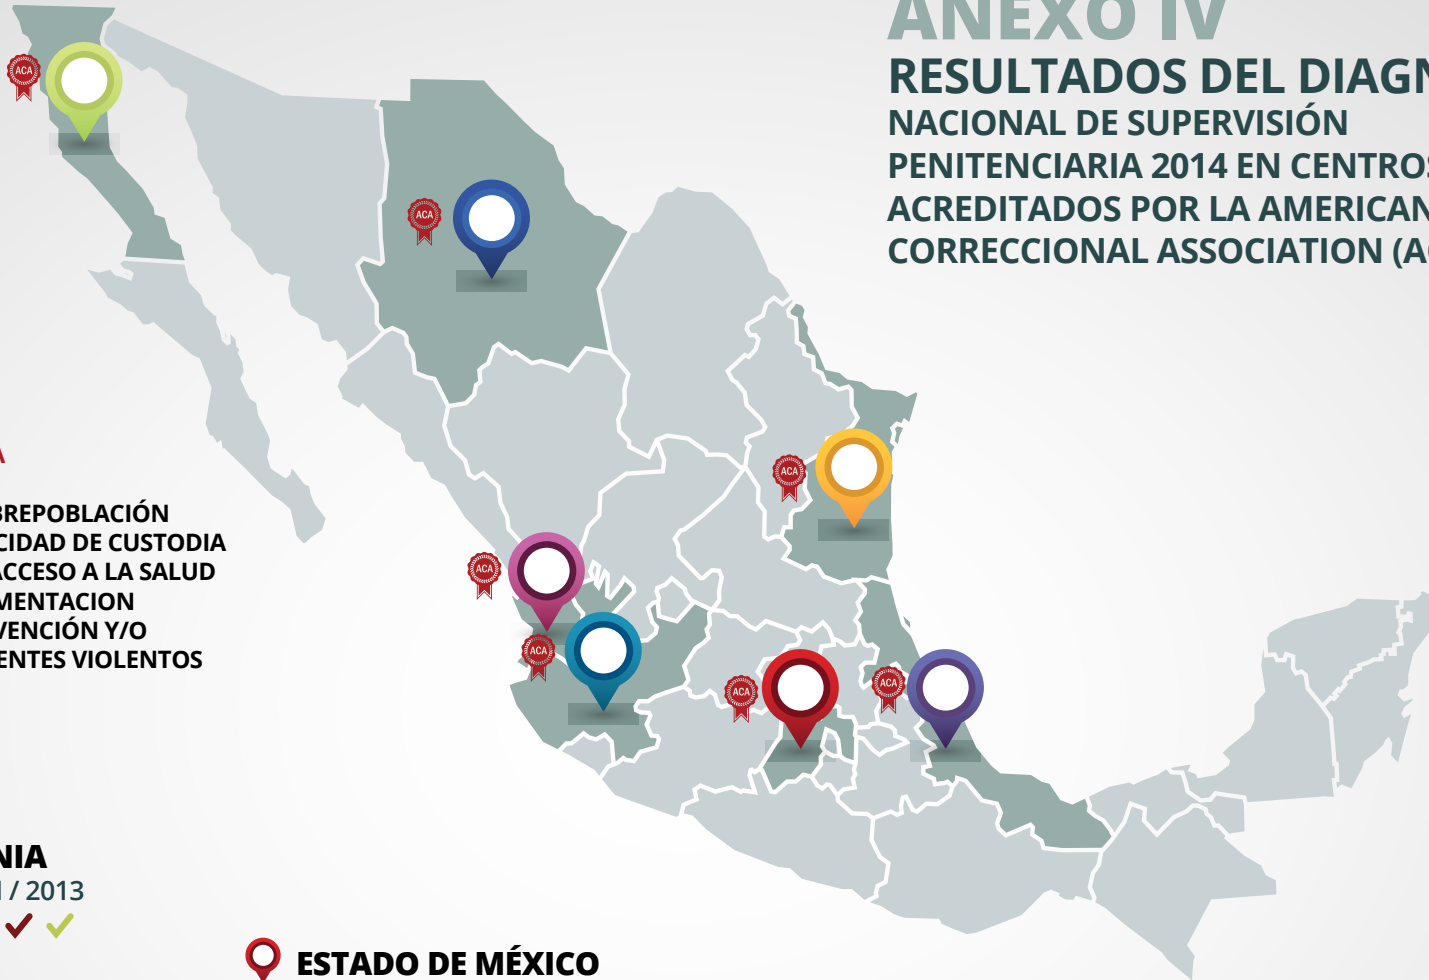 ANEXO IV
RESULTADOS DEL DIAGN
NACIONAL DE SUPERVISIÓN
PENITENCIARIA 2014 EN CENTROS
ACREDITADOS POR LA AMERICAN
CORRECCIONAL ASSOCIATION (A
ACA
ACA
ACA
ACA
ACA
ACA
ACA
A
BREPOBLACIÓN
CIDAD DE CUSTODIA
ACCESO A LA SALUD
MENTACION
VENCIÓN Y/O
ENTES VIOLENTOS
NIA
/ 2013
ESTADO DE MÉXICO